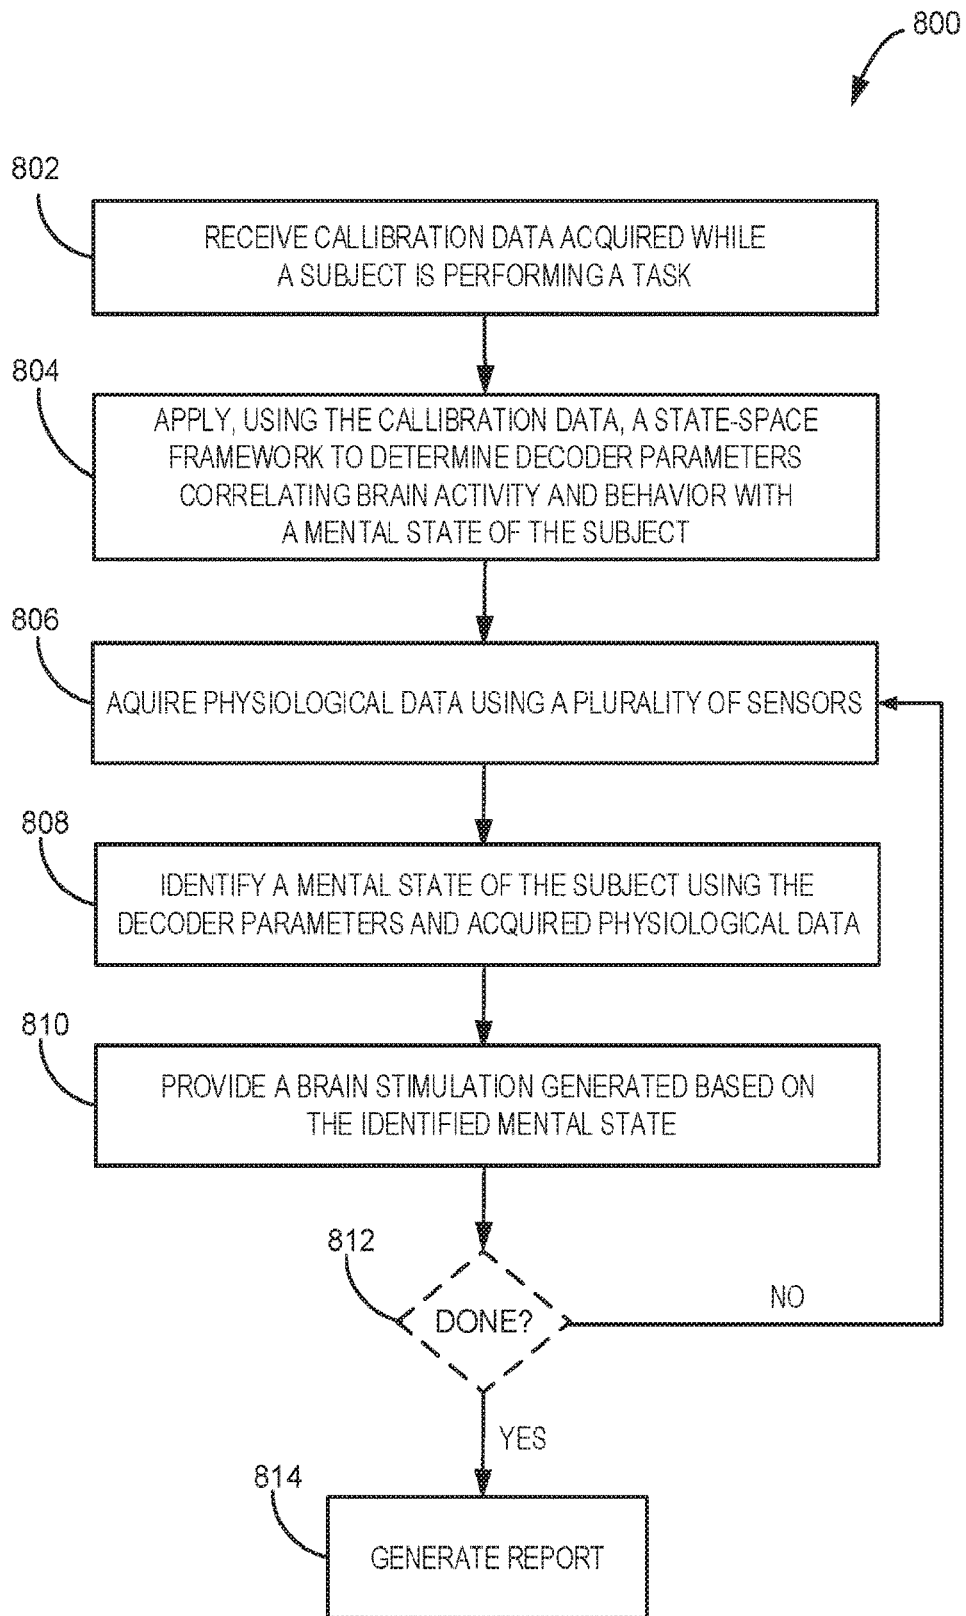 800
802
RECEIVE CALLIBRATION DATA ACQUIRED WHILE
A SUBJECT IS PERFORMING A TASK
804
APPLY, USING THE CALLIBRATION DATA, A STATE-SPACE
FRAMEWORK TO DETERMINE DECODER PARAMETERS
CORRELATING BRAIN ACTIVITY AND BEHAVIOR WITH
A MENTAL STATE OF THE SUBJECT
806
AQUIRE PHYSIOLOGICAL DATA USING A PLURALITY OF SENSORS
808
IDENTIFY A MENTAL STATE OF THE SUBJECT USING THE
DECODER PARAMETERS AND ACQUIRED PHYSIOLOGICAL DATA
810
PROVIDE A BRAIN STIMULATION GENERATED BASED ON
THE IDENTIFIED MENTAL STATE
812
DONE?
NO
YES
814
GENERATE REPORT